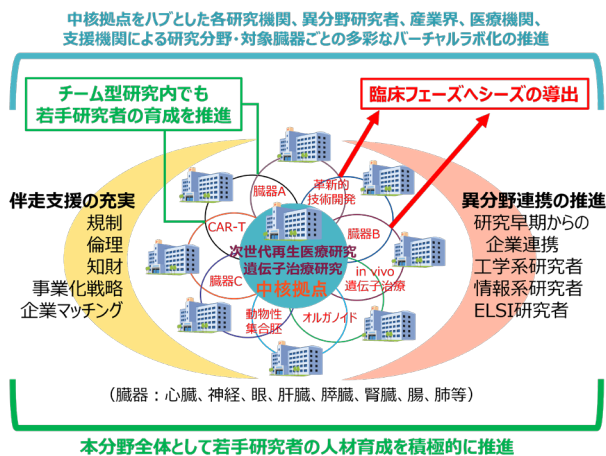 中核拠点をハブとした各研究機関、異分野研究者、産業界、医療機関、
支援機関による研究分野・対象臓器ごとの多彩なバーチャルラボ化の推進
チーム型研究内でも
若手研究者の育成を推進
臨床フェーズへシーズの導出
伴走支援の充実
規制
倫理
知財
事業化戦略
企業マッチング
臓器A
革新的
技術開発
CAR-T
臓器B
次世代再生医療研究
遺伝子治療研究
中核拠点
臓器C
in vivo
遺伝子治療
動物性
集合胚
オルガノイド
異分野連携の推進
研究早期からの
企業連携
工学系研究者
情報系研究者
ELSI研究者
（臓器：心臓、神経、眼、肝臓、膵臓、腎臓、腸、肺等）
本分野全体として若手研究者の人材育成を積極的に推進